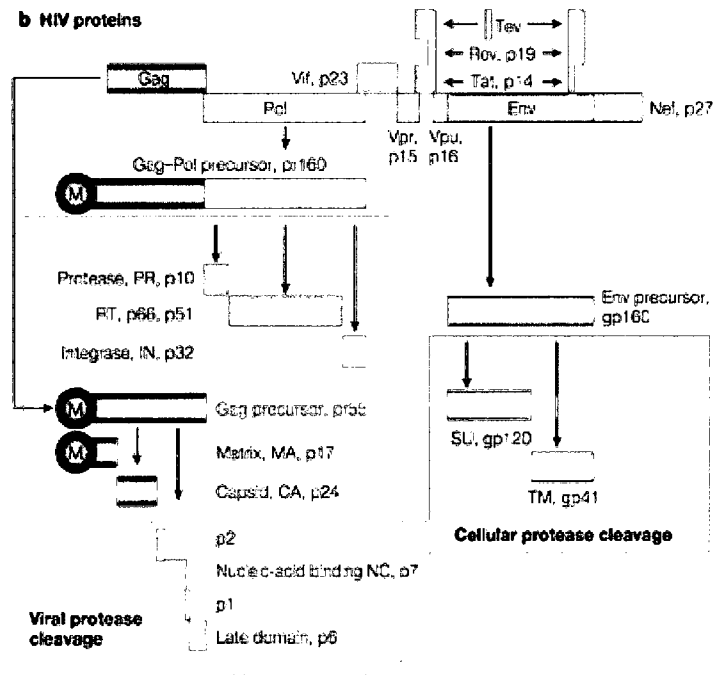 b HIV proteins
Tev
Rev, p19
Gag
Vif, p23
Tat, p14
Pol
Env
Nef, p27
Vpr,
p15
Vpu,
p16
Gag-Pol precursor, pr160
M
Protease, PR, p10
RT, p66, p51
Env precursor,
gp160
Integrase, IN, p32
M
Gag precursor, pr55
SU, gp120
M
Matrix, MA, p17
Capsid, CA, p24
TM, gp41
Cellular protease cleavage
p2
Nucleic-acid binding NC, p7
p1
Viral protease
cleavage
Late domain, p6